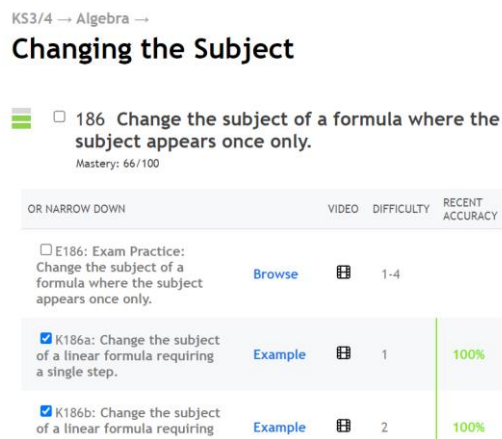 KS3/4 → Algebra →
Changing the Subject
186 Change the subject of a formula where the
subject appears once only.
Mastery: 66/100
OR NARROW DOWN VIDEO DIFFICULTY RECENT
ACCURACY
E186: Exam Practice:
Change the subject of a
formula where the subject
appears once only.
Browse 1-4
K186a: Change the subject
of a linear formula requiring
a single step.
Example 1 100%
K186b: Change the subject
of a linear formula requiring
Example 2 100%